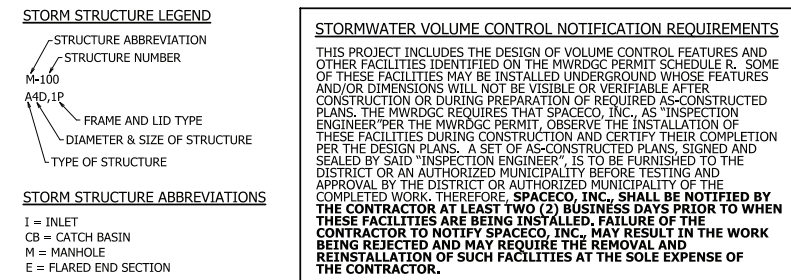 STORM STRUCTURE LEGEND
STRUCTURE ABBREVIATION
STRUCTURE NUMBER
M-100
A4D,1P
FRAME AND LID TYPE
DIAMETER & SIZE OF STRUCTURE
TYPE OF STRUCTURE
STORM STRUCTURE ABBREVIATIONS
I = INLET
CB = CATCH BASIN
M = MANHOLE
E = FLARED END SECTION
STORMWATER VOLUME CONTROL NOTIFICATION REQUIREMENTS
THIS PROJECT INCLUDES THE DESIGN OF VOLUME CONTROL FEATURES AND
OTHER FACILITIES IDENTIFIED ON THE MWRDGC PERMIT SCHEDULE R. SOME
OF THESE FACILITIES MAY BE INSTALLED UNDERGROUND WHOSE FEATURES
AND/OR DIMENSIONS WILL NOT BE VISIBLE OR VERIFIABLE AFTER
CONSTRUCTION OR DURING PREPARATION OF REQUIRED AS-CONSTRUCTED
PLANS. THE MWRDGC REQUIRES THAT SPACECO, INC., AS "INSPECTION
ENGINEER"PER THE MWRDGC PERMIT, OBSERVE THE INSTALLATION OF
THESE FACILITIES DURING CONSTRUCTION AND CERTIFY THEIR COMPLETION
PER THE DESIGN PLANS. A SET OF AS-CONSTRUCTED PLANS, SIGNED AND
SEALED BY SAID "INSPECTION ENGINEER", IS TO BE FURNISHED TO THE
DISTRICT OR AN AUTHORIZED MUNICIPALITY BEFORE TESTING AND
APPROVAL BY THE DISTRICT OR AUTHORIZED MUNICIPALITY OF THE
COMPLETED WORK. THEREFORE, SPACECO, INC., SHALL BE NOTIFIED BY
THE CONTRACTOR AT LEAST TWO (2) BUSINESS DAYS PRIOR TO WHEN
THESE FACILITIES ARE BEING INSTALLED. FAILURE OF THE
CONTRACTOR TO NOTIFY SPACECO, INC., MAY RESULT IN THE WORK
BEING REJECTED AND MAY REQUIRE THE REMOVAL AND
REINSTALLATION OF SUCH FACILITIES AT THE SOLE EXPENSE OF
THE CONTRACTOR.